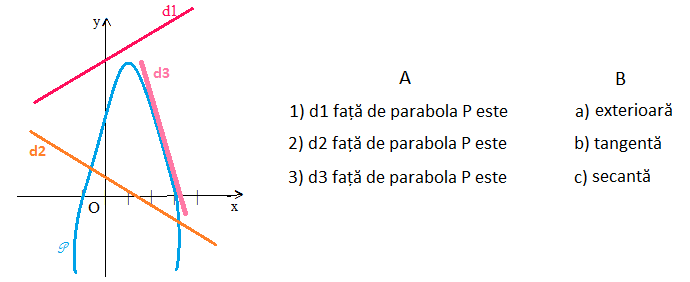 d1
y
d3
d2
O
x
𝒫
A
1) d1 față de parabola P este
2) d2 față de parabola P este
3) d3 față de parabola P este
B
a) exterioară
b) tangentă
c) secantă